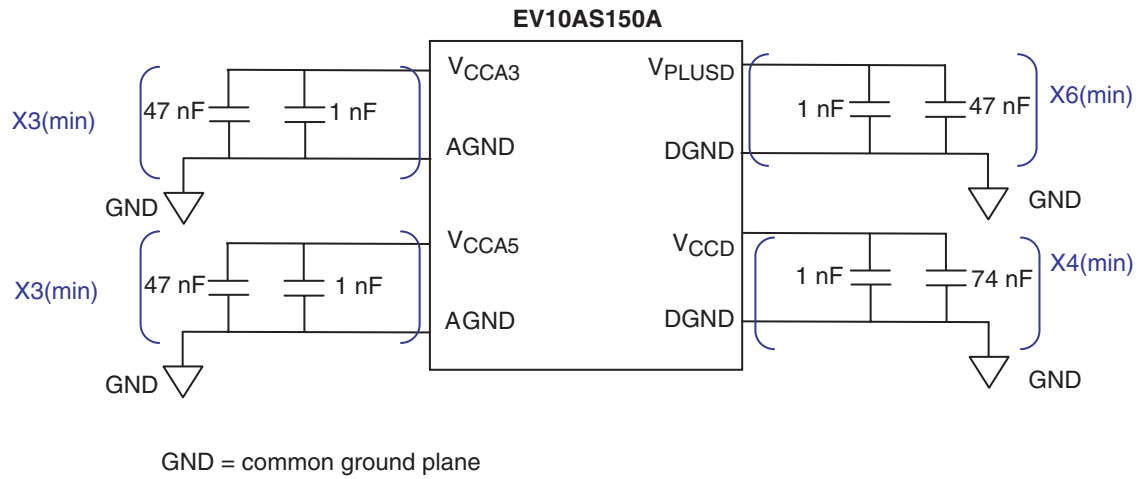 EV10AS150A
VCCA3
VPLUSD
X3(min)
47 nF
1 nF
1 nF
47 nF
X6(min)
AGND
DGND
GND
GND
VCCA5
VCCD
X3(min)
47 nF
1 nF
1 nF
74 nF
X4(min)
AGND
DGND
GND
GND
GND = common ground plane